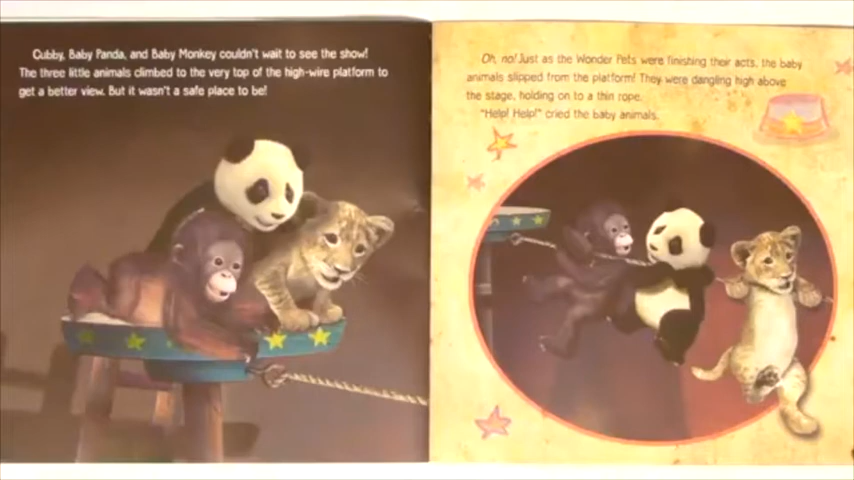 Cubby, Baby Panda, and Baby Monkey couldn't wait to see the show!
The three little animals climbed to the very top of the high-wire platform to
get a better view. But it wasn't a safe place to be!
Oh, no! Just as the Wonder Pets were finishing their acts, the baby
animals slipped from the platform! They were dangling high above
the stage, holding on to a thin rope.
"Help! Help!" cried the baby animals.